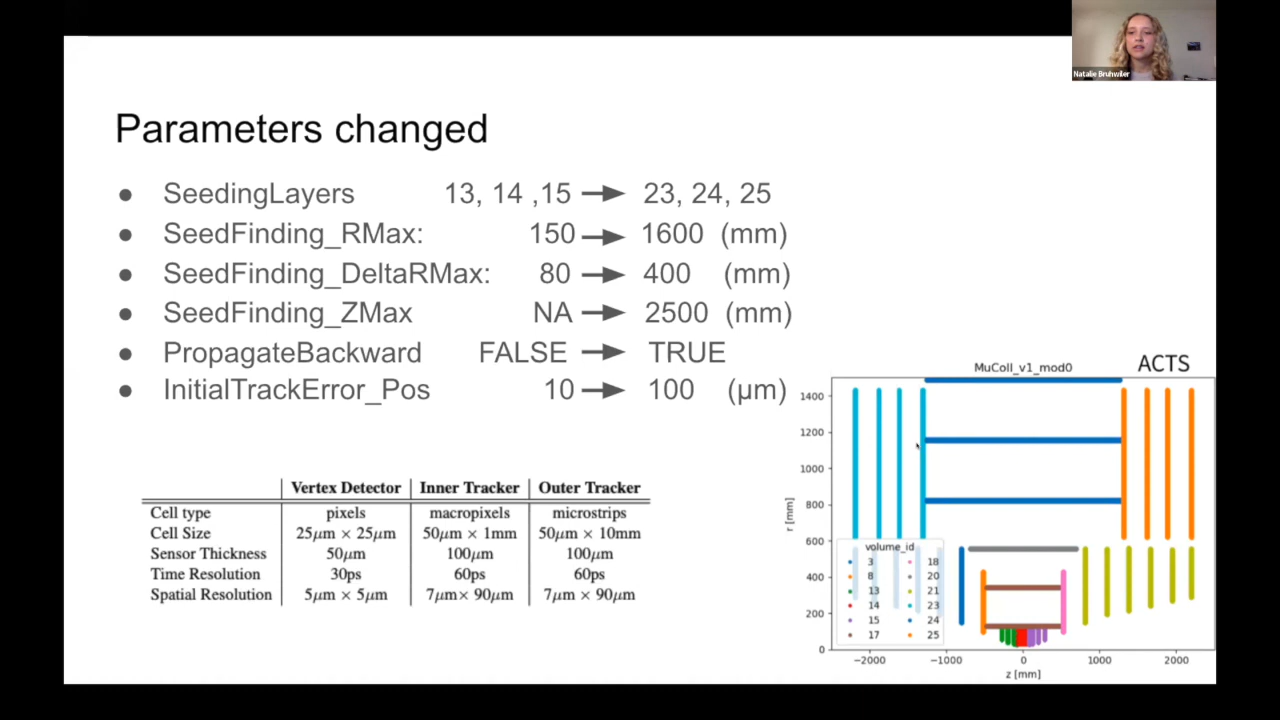 Natalie Bruhwiler
Parameters changed
● SeedingLayers 13, 14 ,15 → 23, 24, 25
● SeedFinding_RMax: 150 → 1600 (mm)
● SeedFinding_DeltaRMax: 80 → 400 (mm)
● SeedFinding_ZMax NA → 2500 (mm)
● PropagateBackward FALSE → TRUE
● InitialTrackError_Pos 10 → 100 (μm)
Vertex Detector Inner Tracker Outer Tracker
Cell type pixels macropixels microstrips
Cell Size 25μm × 25μm 50μm × 1mm 50μm × 10mm
Sensor Thickness 50μm 100μm 100μm
Time Resolution 30ps 60ps 60ps
Spatial Resolution 5μm × 5μm 7μm× 90μm 7μm × 90μm
MuColl_v1_mod0 ACTS
r [mm]
1400
1200
1000
800
600
400
200
0
volume_id
3 18
8 20
13 21
14 23
15 24
17 25
−2000 −1000 0 1000 2000
z [mm]